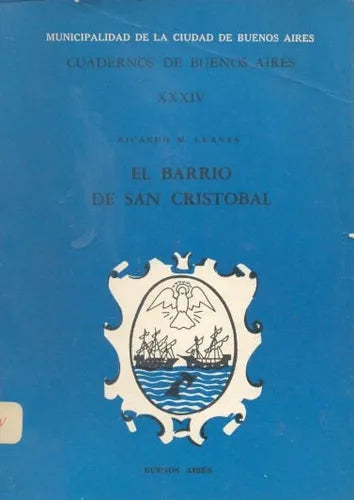 MUNICIPALIDAD DE LA CIUDAD DE BUENOS AIRES
CUADERNOS DE BUENOS AIRES
XXXIV
RICARDO M. LLANES
EL BARRIO
DE SAN CRISTOBAL
BUENOS AIRES